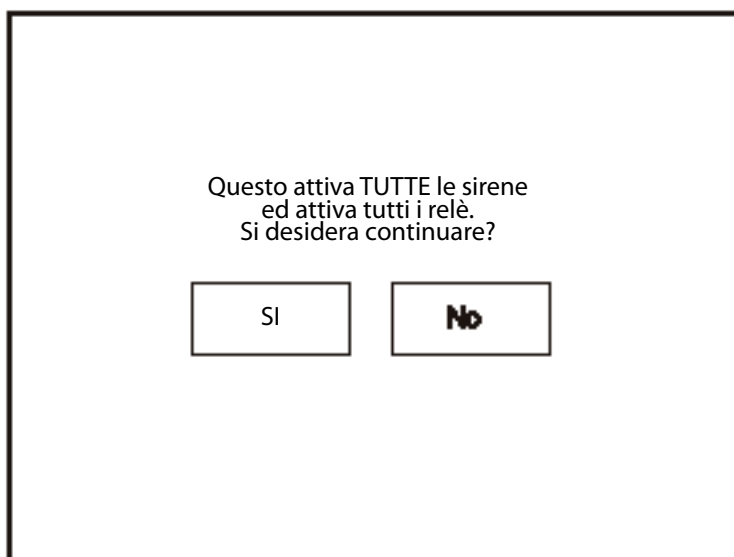 Questo attiva TUTTE le sirene
ed attiva tutti i relè.
Si desidera continuare?
SI
No